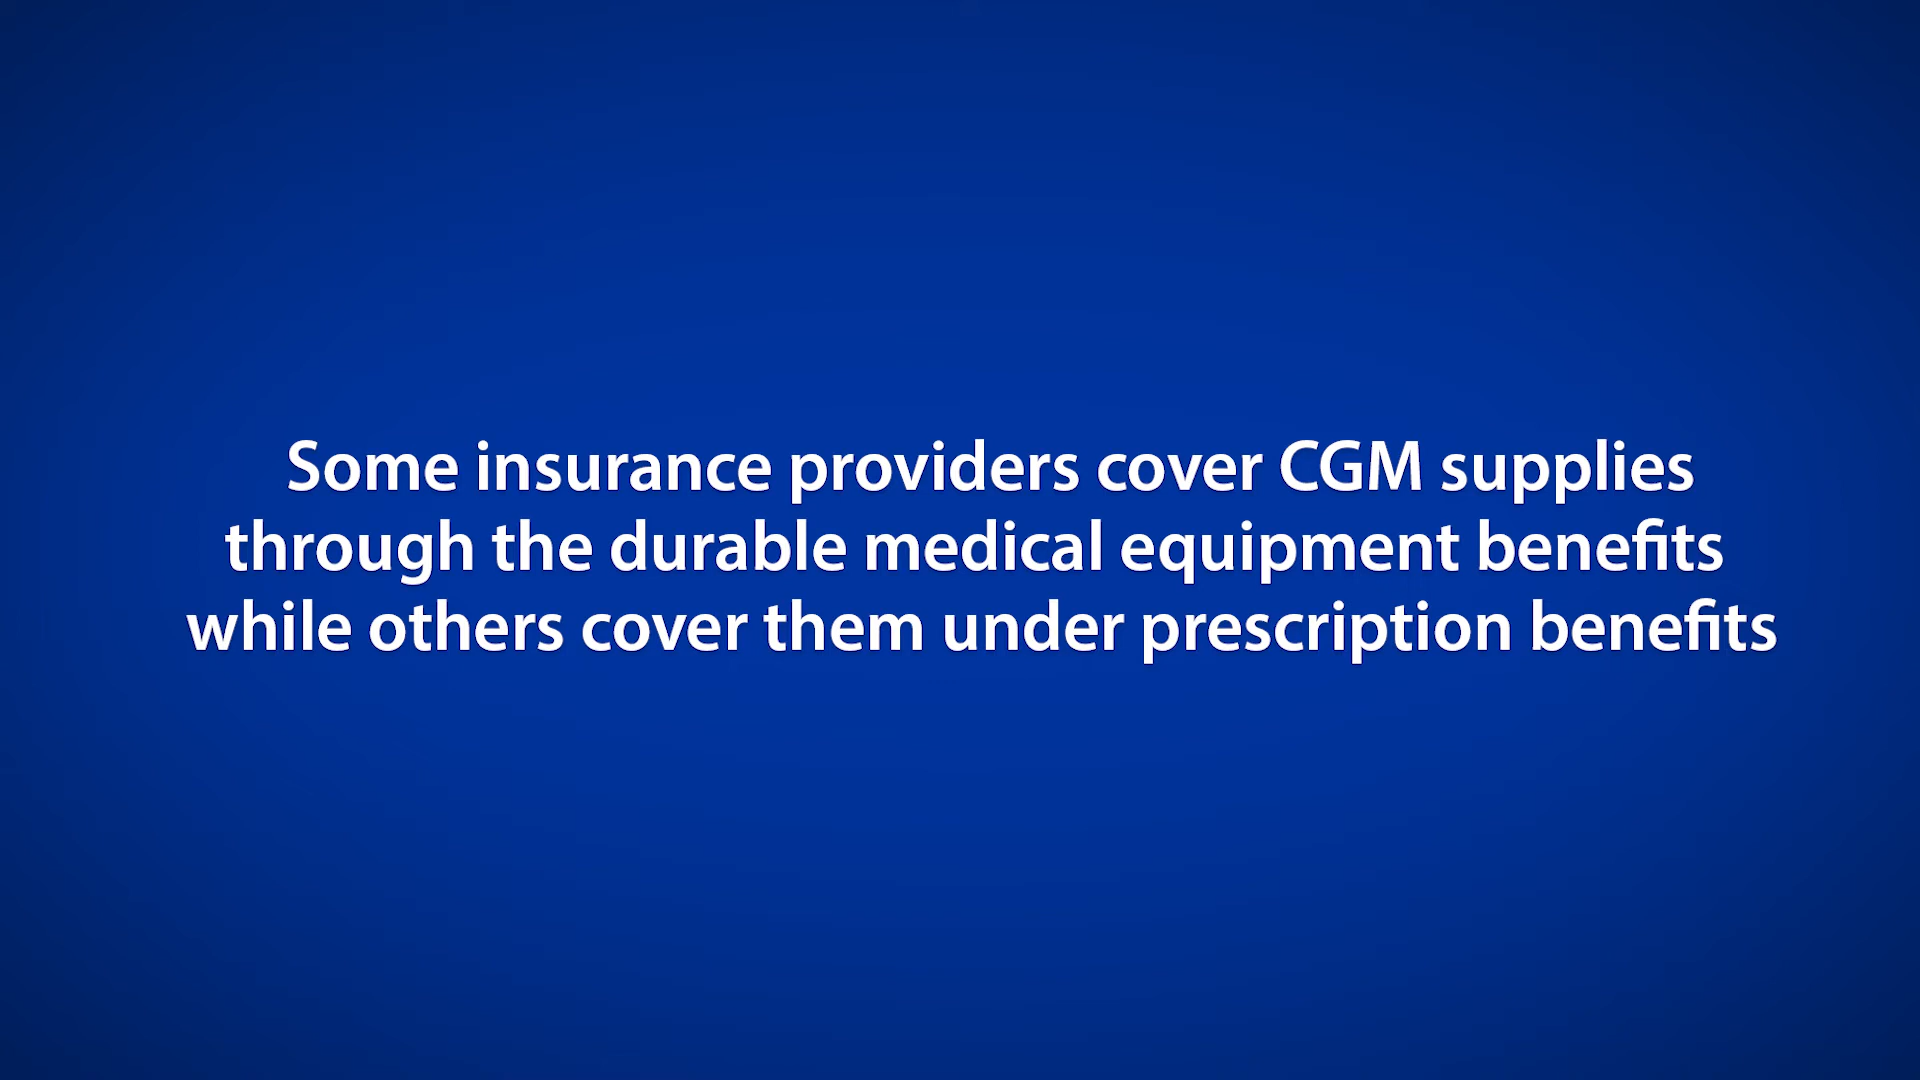 Some insurance providers cover CGM supplies
through the durable medical equipment benefits
while others cover them under prescription benefits